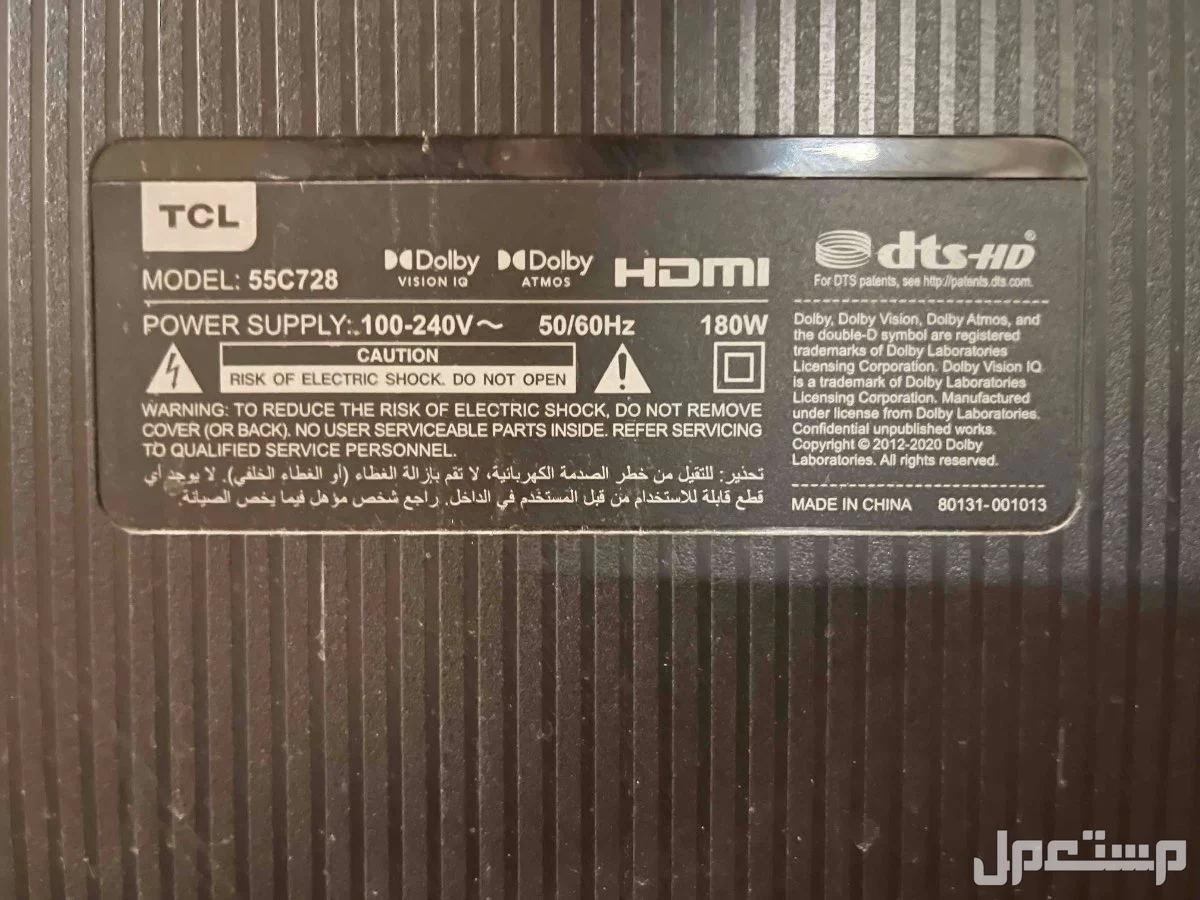 TCL
MODEL: 55C728
Dolby
VISION IQ
Dolby
ATMOS
HDMI
POWER SUPPLY: 100-240V～ 50/60Hz 180W
CAUTION
RISK OF ELECTRIC SHOCK. DO NOT OPEN
WARNING: TO REDUCE THE RISK OF ELECTRIC SHOCK, DO NOT REMOVE
COVER (OR BACK). NO USER SERVICEABLE PARTS INSIDE. REFER SERVICING
TO QUALIFIED SERVICE PERSONNEL.
تحذير: للتقيل من خطر الصدمة الكهربائية، لا تقم بإزالة الغطاء (أو الغطاء الخلفي). لا يوجد أي
قطع قابلة للاستخدام من قبل المستخدم في الداخل. راجع شخص مؤهل فيما يخص الصيانة.
dts-HD®
For DTS patents, see http://patents.dts.com.
Dolby, Dolby Vision, Dolby Atmos, and
the double-D symbol are registered
trademarks of Dolby Laboratories
Licensing Corporation. Dolby Vision IQ
is a trademark of Dolby Laboratories
Licensing Corporation. Manufactured
under license from Dolby Laboratories.
Confidential unpublished works.
Copyright © 2012-2020 Dolby
Laboratories. All rights reserved.
MADE IN CHINA 80131-001013
مستعمل